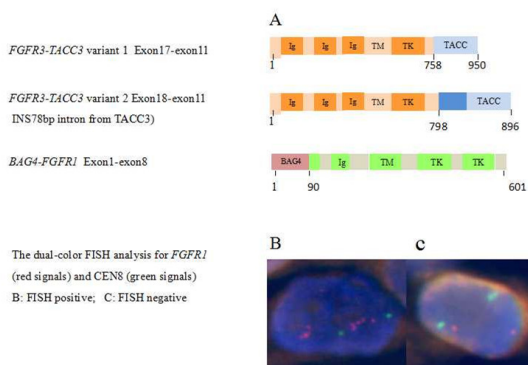 A
FGFR3-TACC3 variant 1 Exon17-exon11
Ig Ig Ig TM TK TACC
1 758 950
FGFR3-TACC3 variant 2 Exon18-exon11
INS78bp intron from TACC3)
Ig Ig Ig TM TK TACC
1 798 896
BAG4-FGFR1 Exon1-exon8
BAG4 Ig TM TK TK
1 90 601
The dual-color FISH analysis for FGFR1
(red signals) and CEN8 (green signals)
B: FISH positive; C: FISH negative
B c